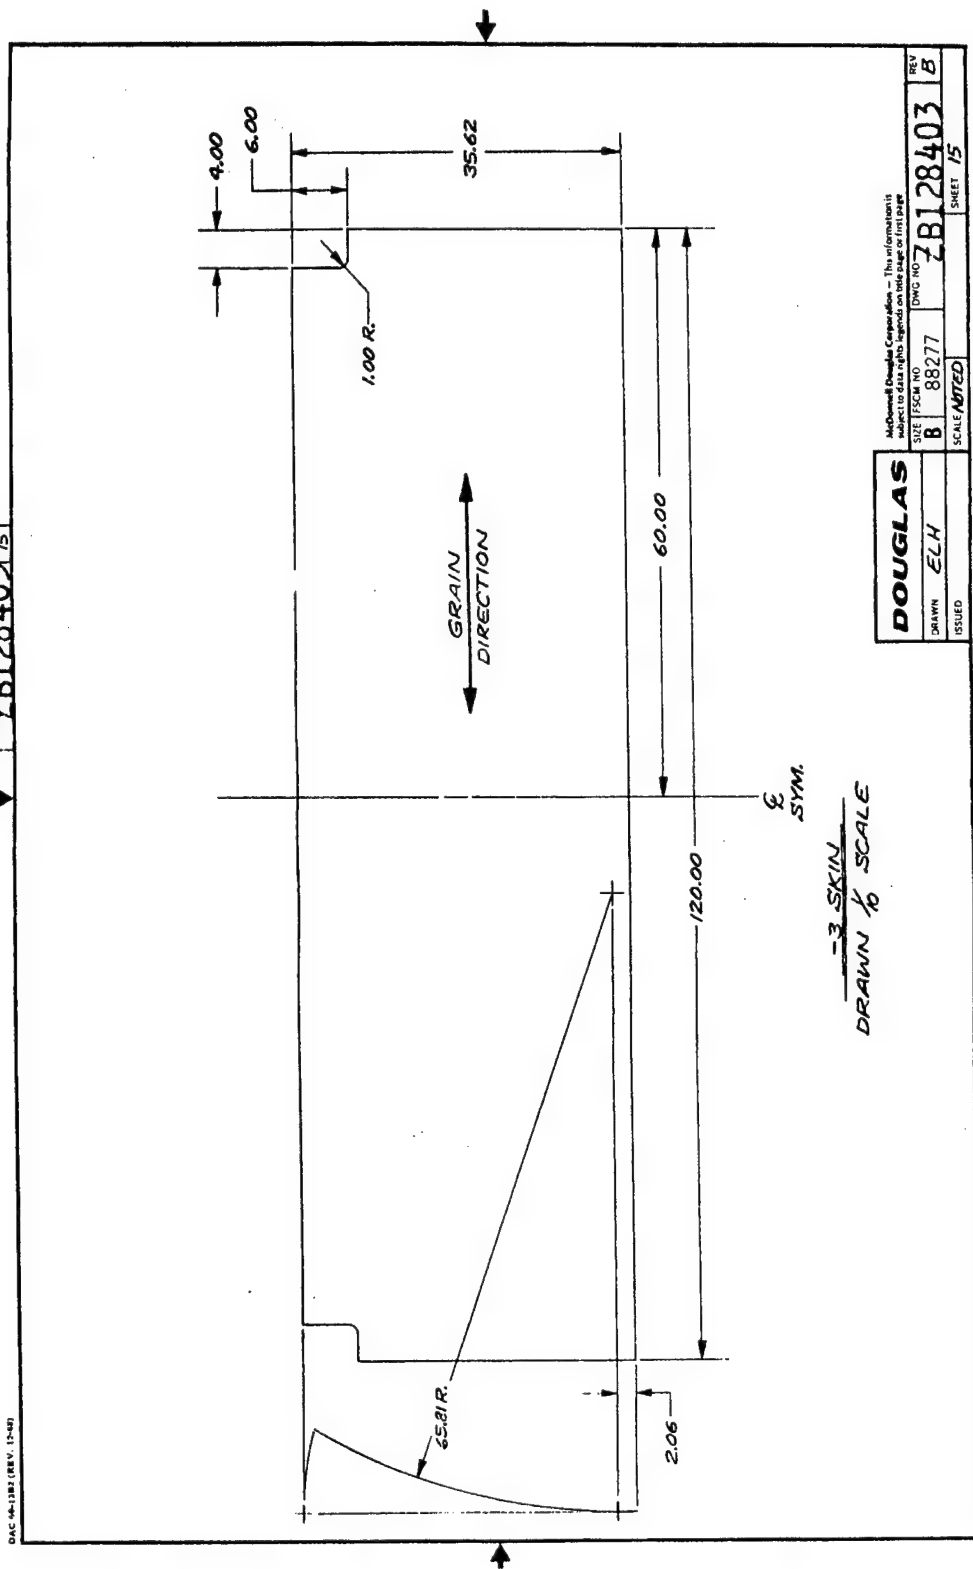 DAC 40-1382 (REV. 12-68)
4.00
6.00
1.00 R.
35.62
GRAIN
DIRECTION
60.00
120.00
65.81 R.
2.06
℄
SYM.
-3 SKIN
DRAWN 1/10 SCALE
McDonnell Douglas Corporation — This information is
subject to data rights legends on title page or first page
DOUGLAS
DRAWN ELH
ISSUED
SIZE B
FSCM NO 88277
DWG NO ZB128403
REV B
SCALE NOTED
SHEET 15